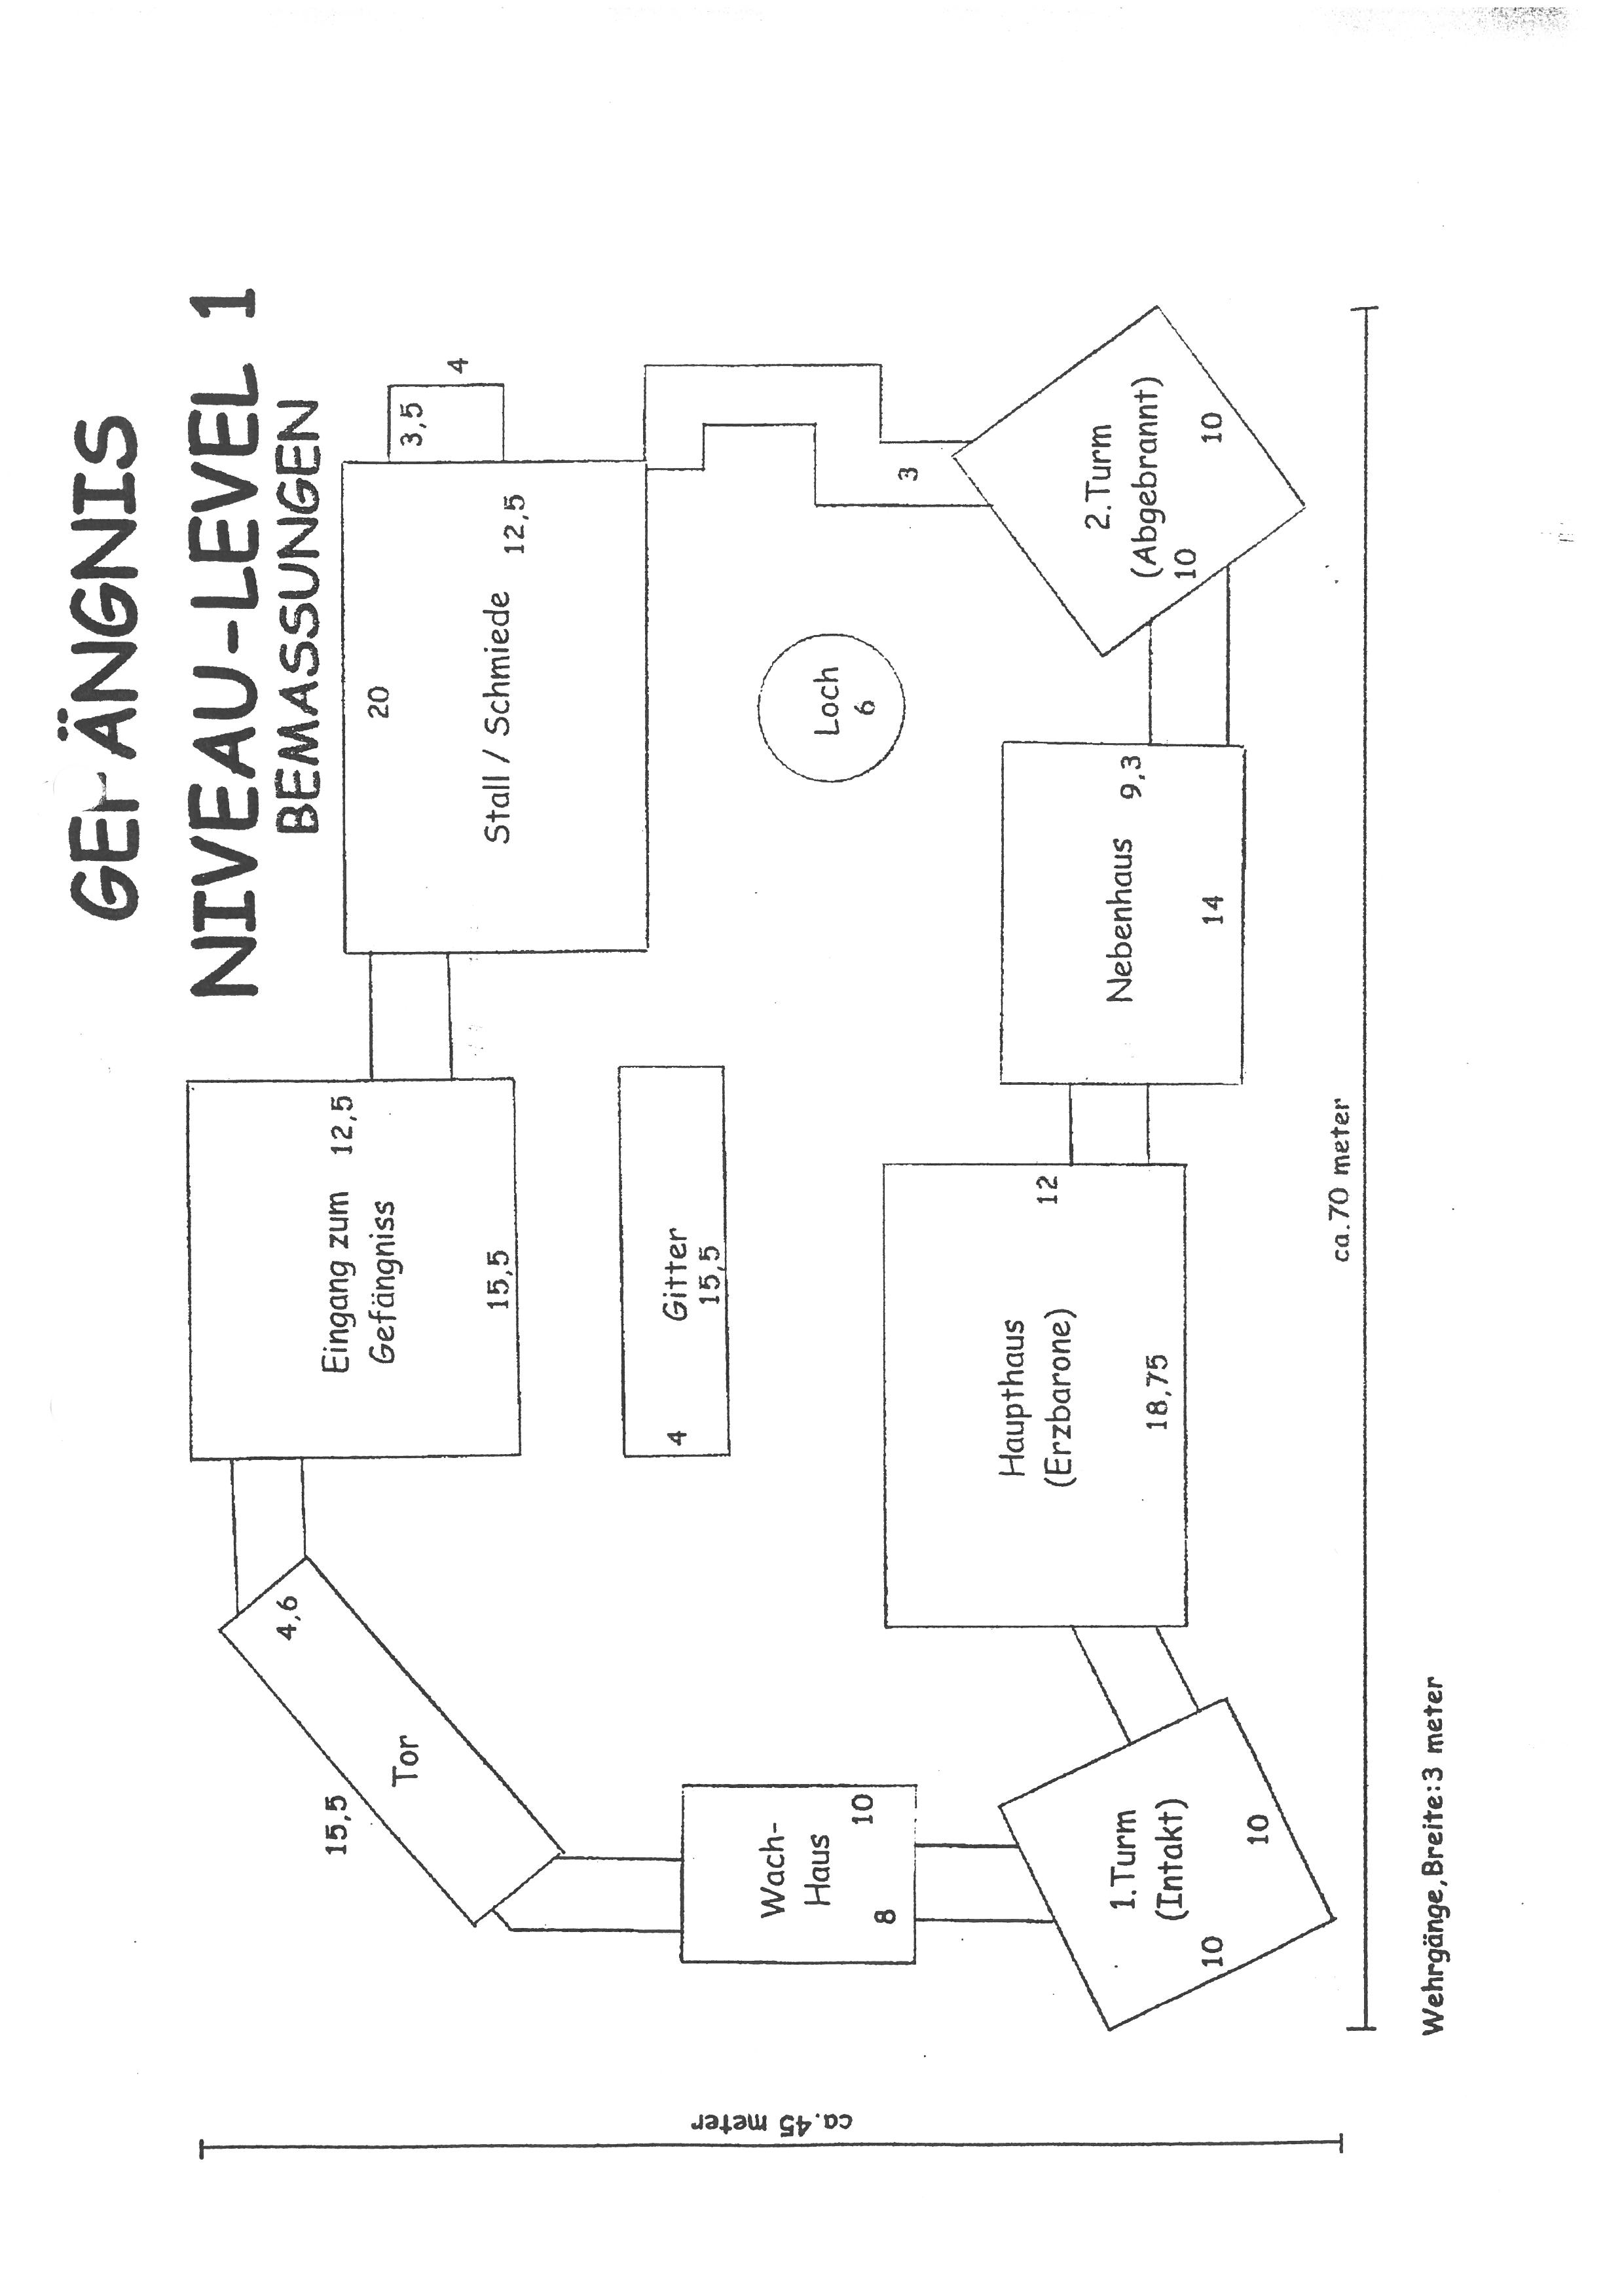 GEFÄNGNIS
NIVEAU-LEVEL 1
BEMASSUNGEN
4,6
15,5
Tor
Eingang zum
Gefängniss
12,5
15,5
20
Stall / Schmiede
12,5
3,5
4
Wach-
Haus
10
8
Gitter
4
15,5
Loch
6
3
1.Turm
(Intakt)
10
10
Haupthaus
(Erzbarone)
12
18,75
Nebenhaus
9,3
14
2.Turm
(Abgebrannt)
10
10
ca.45 meter
ca.70 meter
Wehrgänge,Breite:3 meter